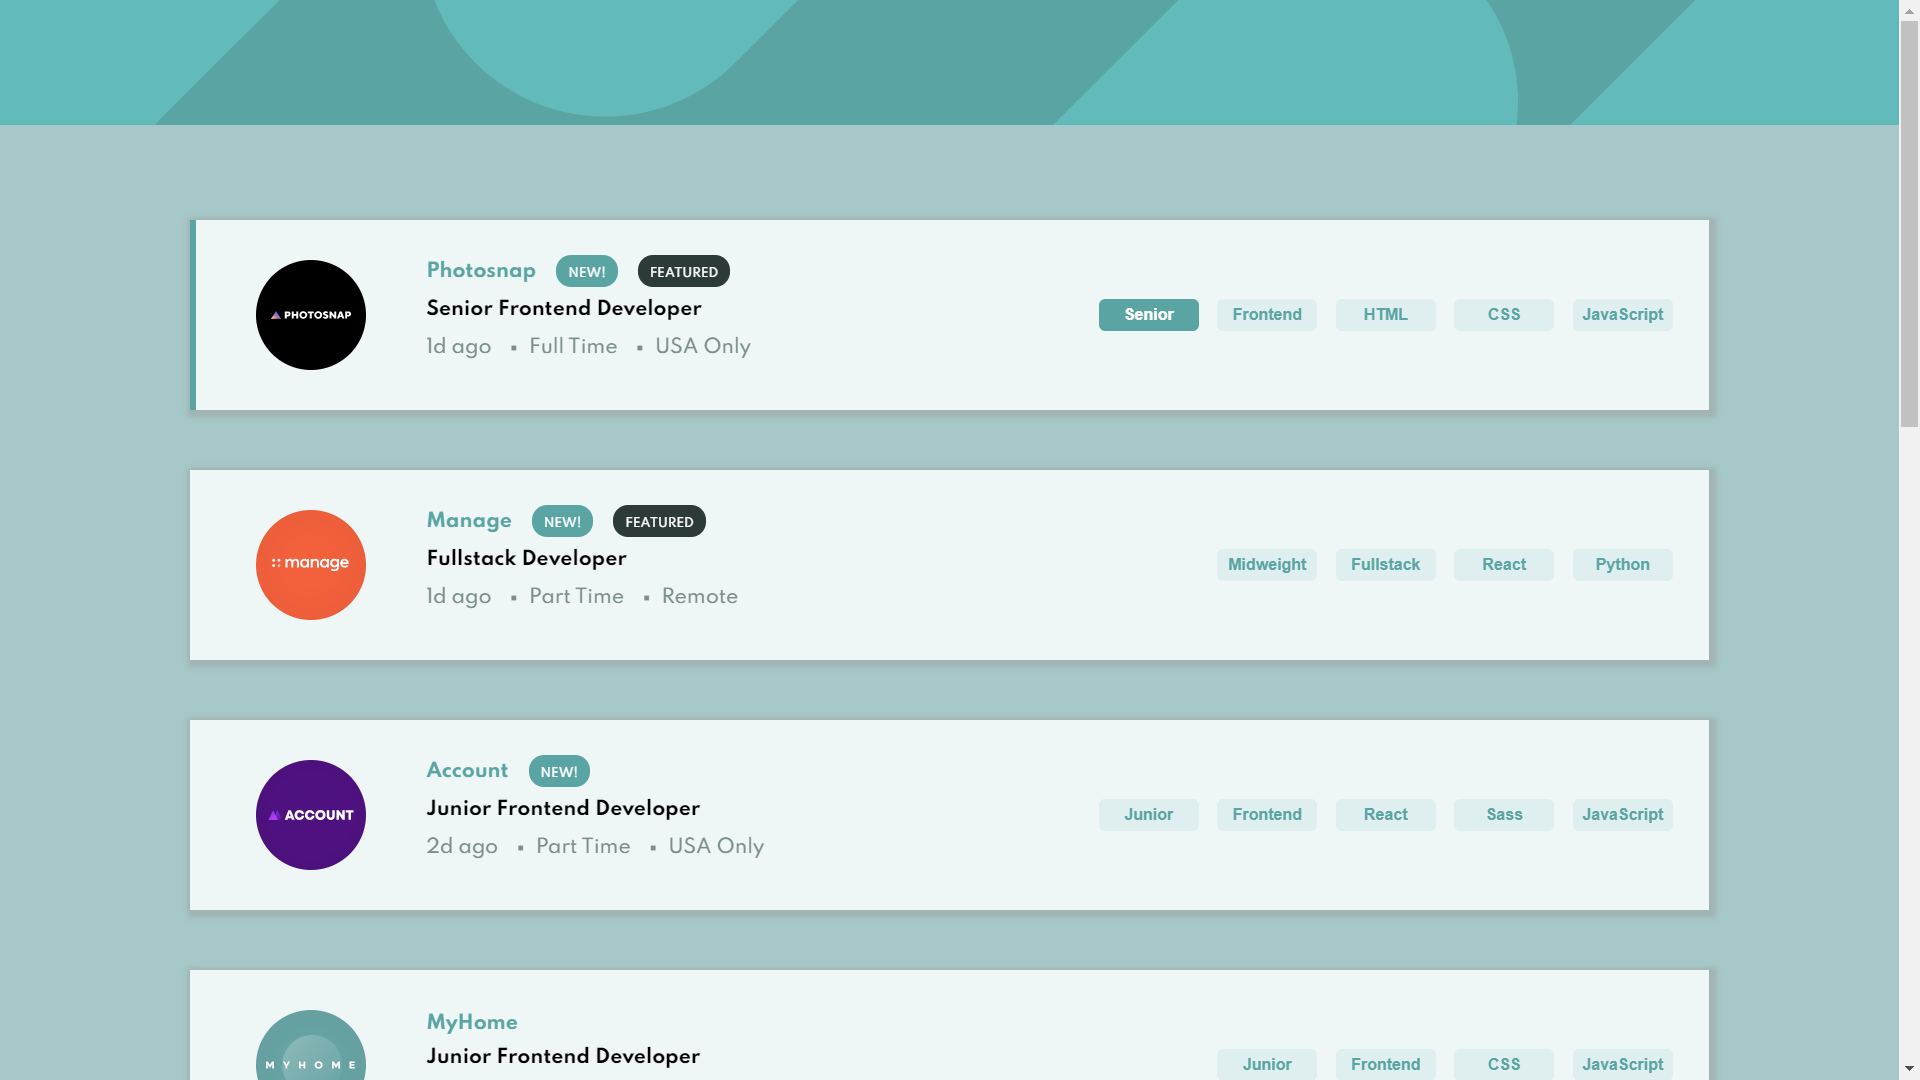 PHOTOSNAP
Photosnap NEW! FEATURED
Senior Frontend Developer
1d ago Full Time USA Only
Senior Frontend HTML CSS JavaScript
manage
Manage NEW! FEATURED
Fullstack Developer
1d ago Part Time Remote
Midweight Fullstack React Python
ACCOUNT
Account NEW!
Junior Frontend Developer
2d ago Part Time USA Only
Junior Frontend React Sass JavaScript
MYHOME
MyHome
Junior Frontend Developer
Junior Frontend CSS JavaScript